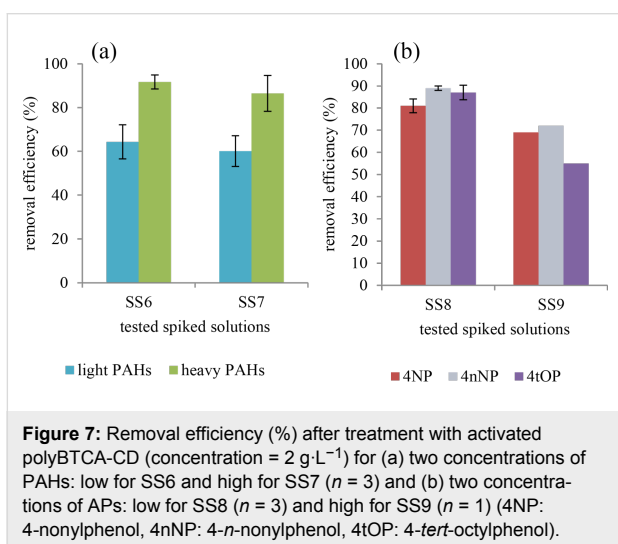 (a)
removal efficiency (%)
100
80
60
40
20
0
SS6 SS7
tested spiked solutions
light PAHs heavy PAHs
(b)
removal efficiency (%)
100
90
80
70
60
50
40
30
20
10
0
SS8 SS9
tested spiked solutions
4NP 4nNP 4tOP
Figure 7: Removal efficiency (%) after treatment with activated
polyBTCA-CD (concentration = 2 g·L⁻¹) for (a) two concentrations of
PAHs: low for SS6 and high for SS7 (n = 3) and (b) two concentra-
tions of APs: low for SS8 (n = 3) and high for SS9 (n = 1) (4NP:
4-nonylphenol, 4nNP: 4-n-nonylphenol, 4tOP: 4-tert-octylphenol).